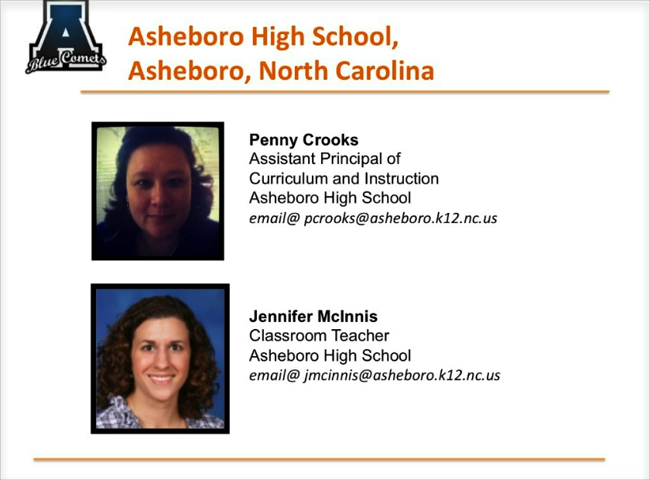 A
Blue Comets
Asheboro High School,
Asheboro, North Carolina
Penny Crooks
Assistant Principal of
Curriculum and Instruction
Asheboro High School
email@ pcrooks@asheboro.k12.nc.us
Jennifer McInnis
Classroom Teacher
Asheboro High School
email@ jmcinnis@asheboro.k12.nc.us